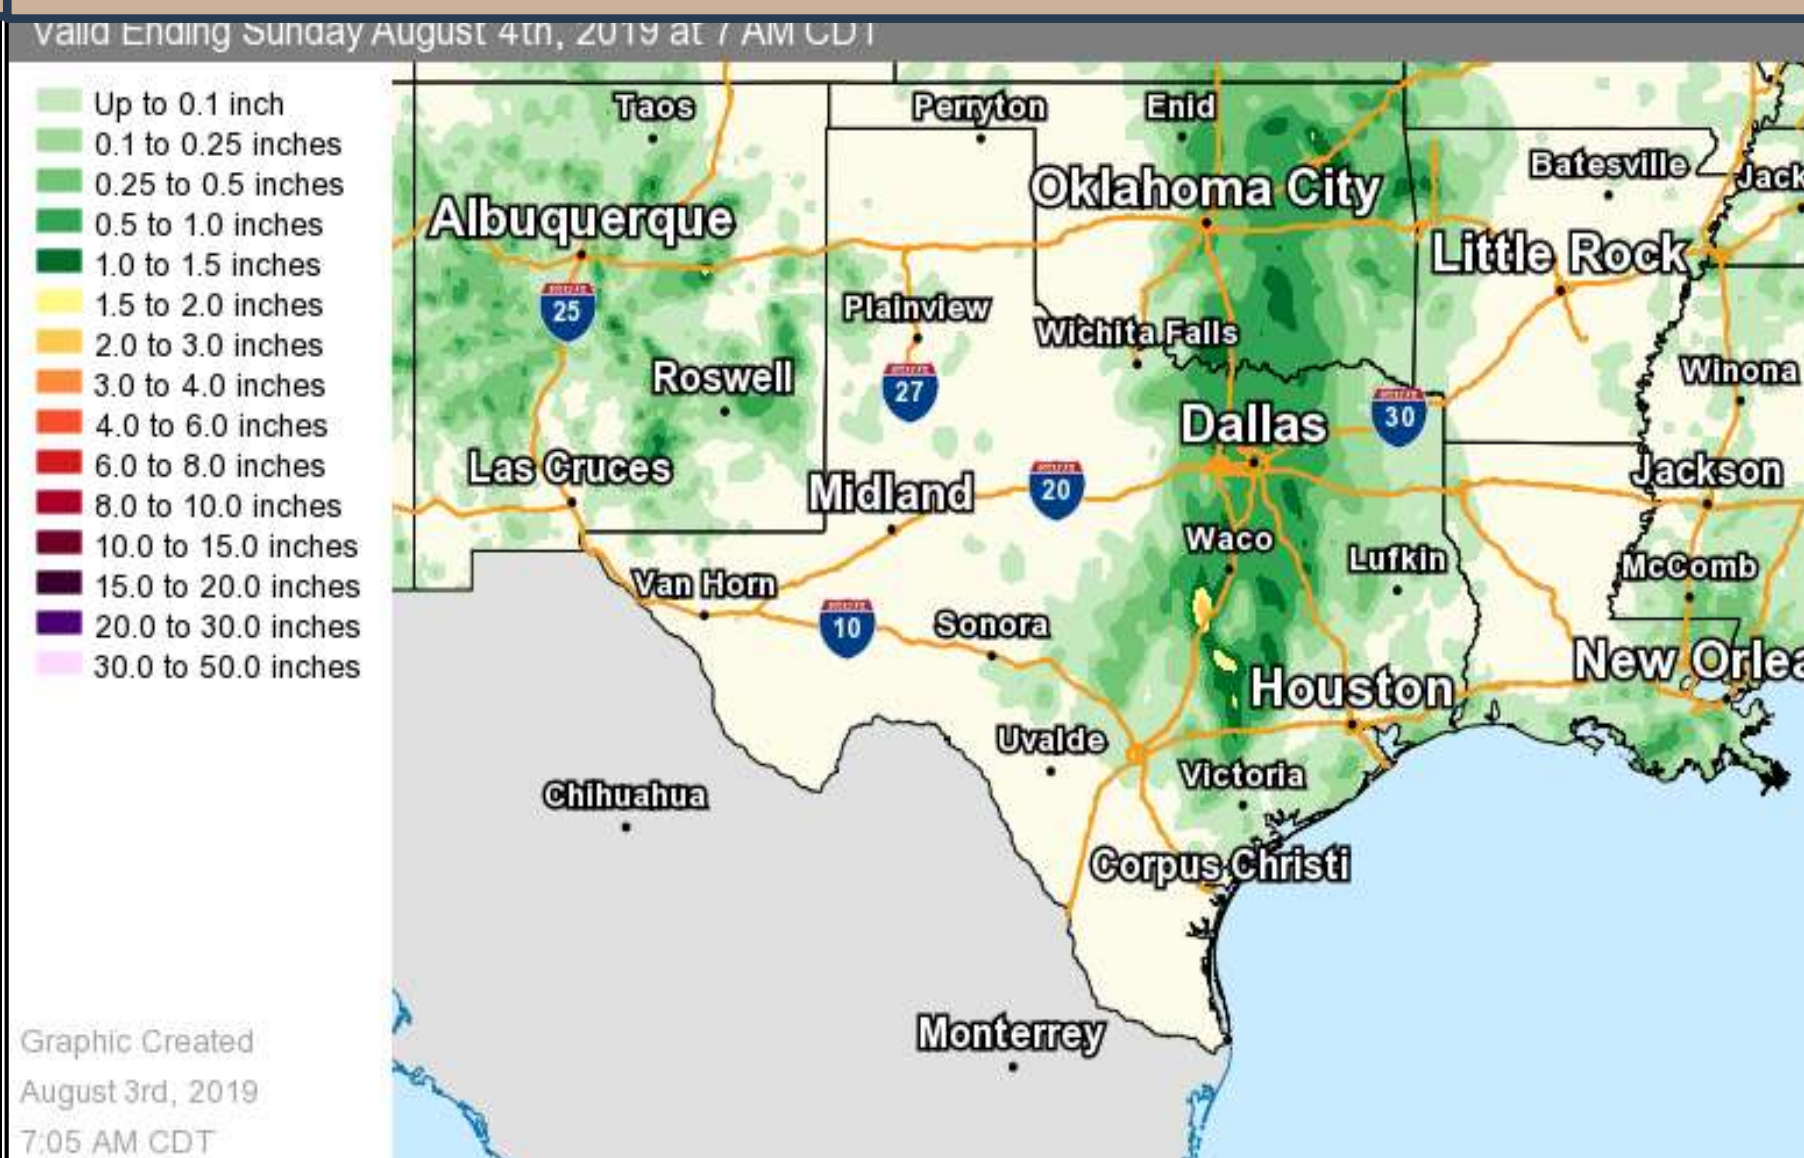 Valid Ending Sunday August 4th, 2019 at 7 AM CDT
Up to 0.1 inch
0.1 to 0.25 inches
0.25 to 0.5 inches
0.5 to 1.0 inches
1.0 to 1.5 inches
1.5 to 2.0 inches
2.0 to 3.0 inches
3.0 to 4.0 inches
4.0 to 6.0 inches
6.0 to 8.0 inches
8.0 to 10.0 inches
10.0 to 15.0 inches
15.0 to 20.0 inches
20.0 to 30.0 inches
30.0 to 50.0 inches
Graphic Created
August 3rd, 2019
7:05 AM CDT
Taos
Perryton
Enid
Batesville
Jack
Oklahoma City
Albuquerque
Little Rock
25
Plainview
Wichita Falls
Roswell
27
Winona
30
Dallas
Las Cruces
Midland
20
Jackson
Waco
Lufkin
McComb
Van Horn
10
Sonora
New Orlea
Houston
Uvalde
Victoria
Chihuahua
Corpus Christi
Monterrey